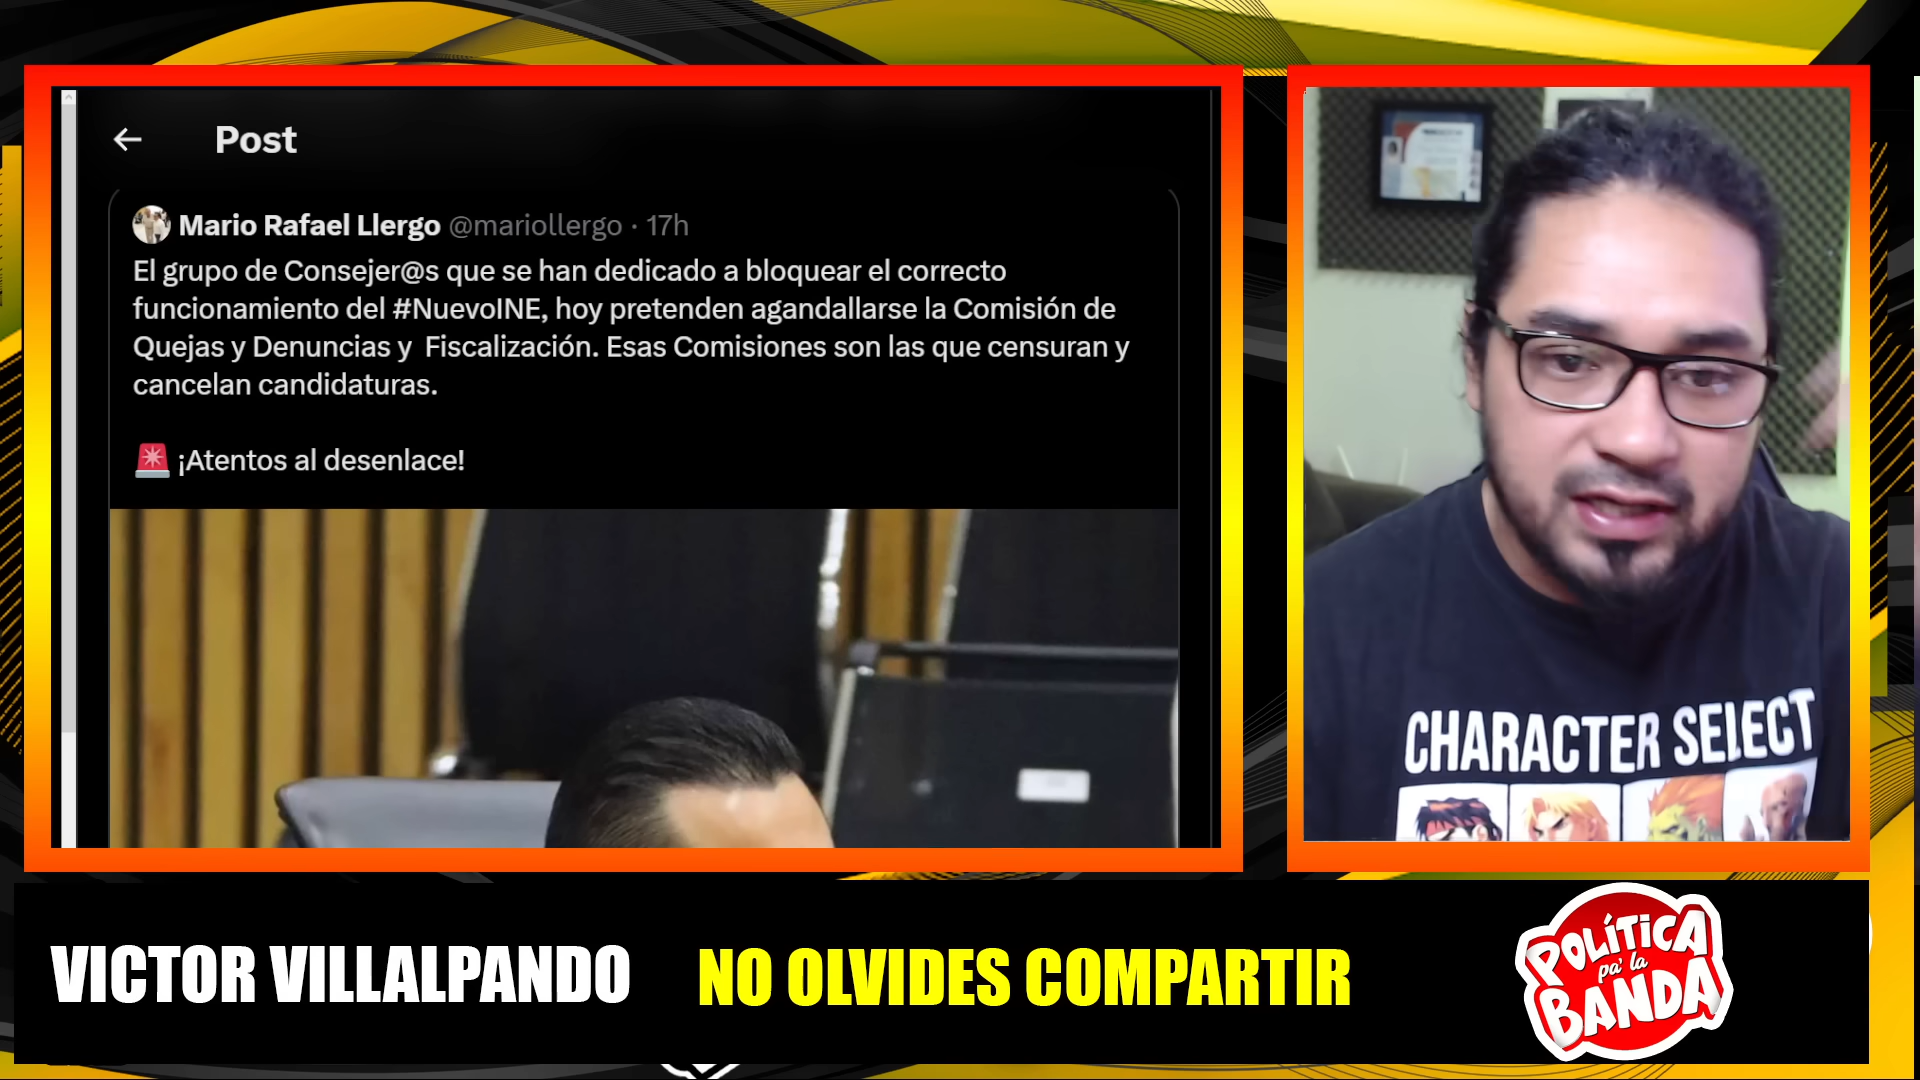 Post
Mario Rafael Llergo @mariollergo · 17h
El grupo de Consejer@s que se han dedicado a bloquear el correcto
funcionamiento del #NuevoINE, hoy pretenden agandallarse la Comisión de
Quejas y Denuncias y Fiscalización. Esas Comisiones son las que censuran y
cancelan candidaturas.
¡Atentos al desenlace!
CHARACTER SELECT
VICTOR VILLALPANDO
NO OLVIDES COMPARTIR
POLÍTICA
pa' la
BANDA